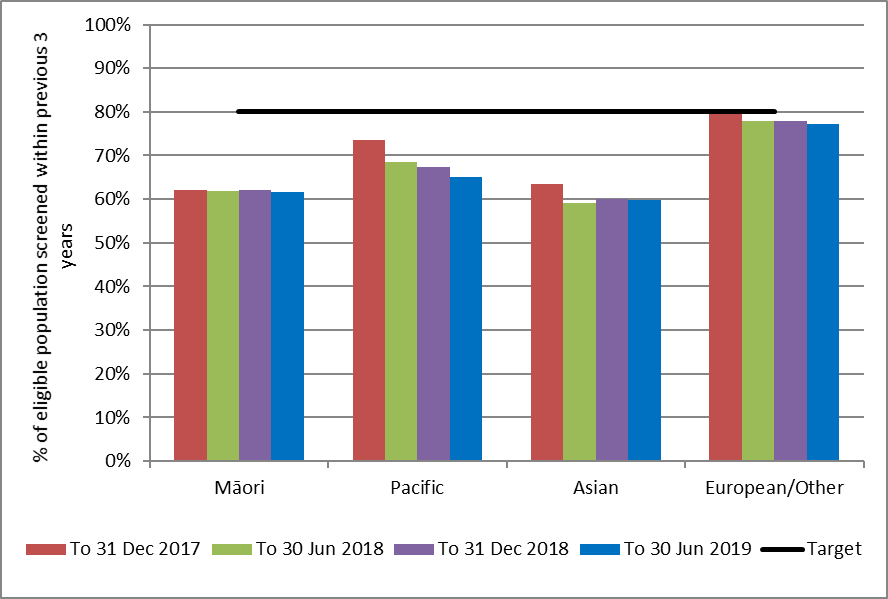 % of eligible population screened within previous 3
years
100%
90%
80%
70%
60%
50%
40%
30%
20%
10%
0%
Māori Pacific Asian European/Other
To 31 Dec 2017 To 30 Jun 2018 To 31 Dec 2018 To 30 Jun 2019 Target